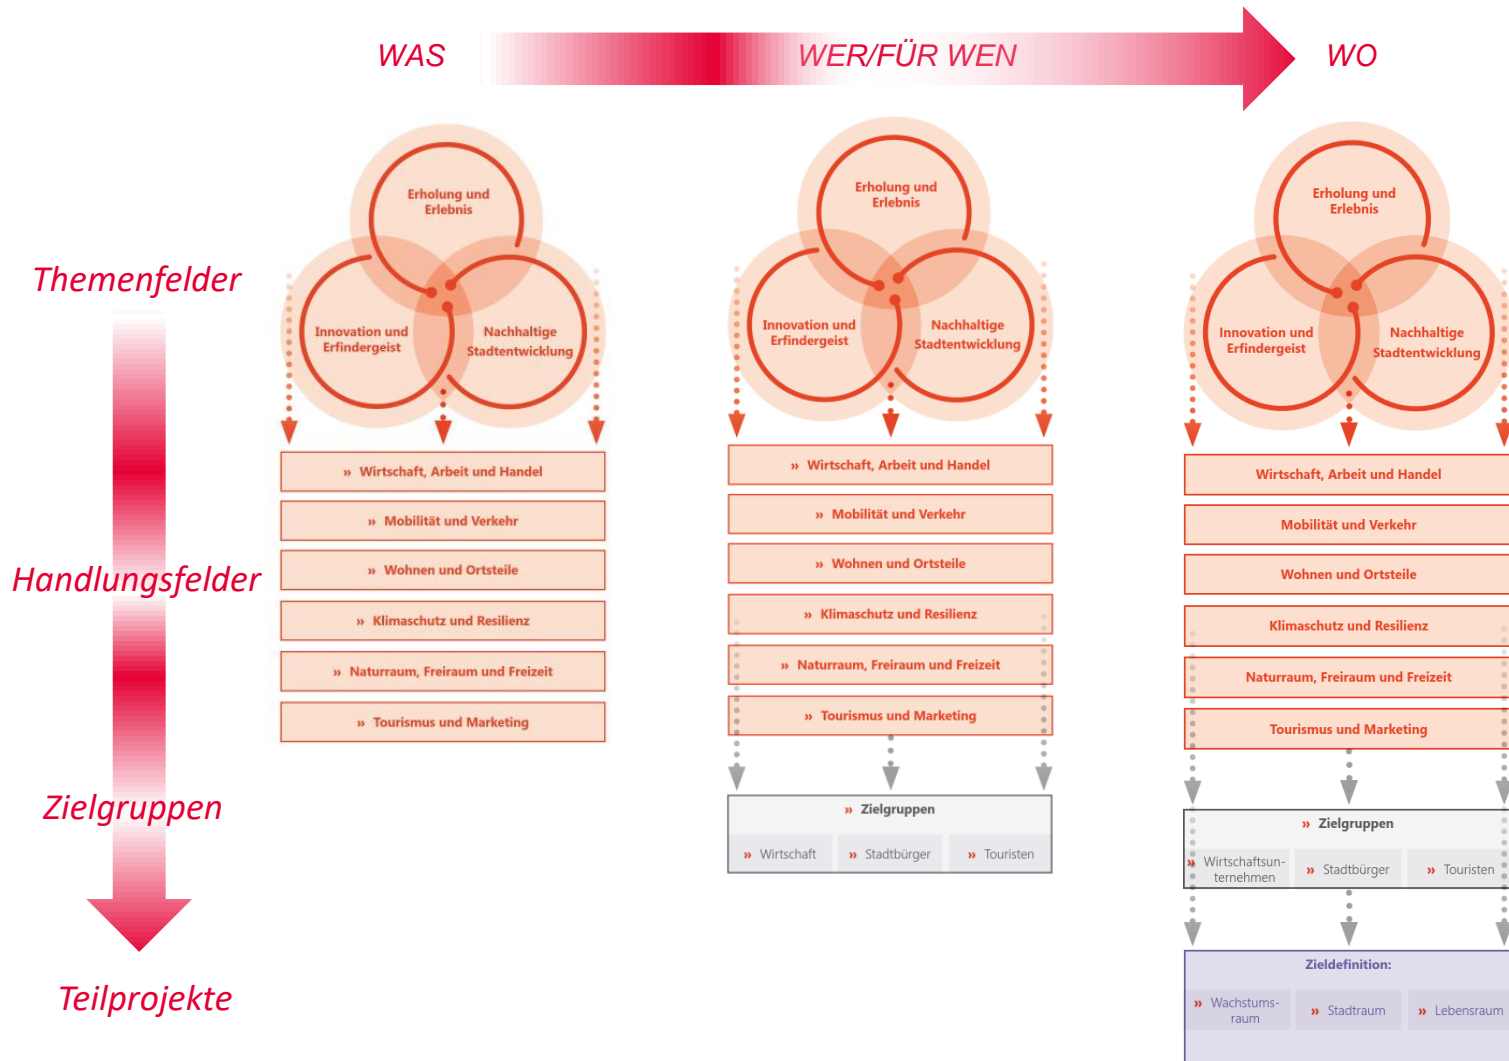 WAS
WER/FÜR WEN
WO
Themenfelder
Handlungsfelder
Zielgruppen
Teilprojekte
Erholung und
Erlebnis
Innovation und
Erfindergeist
Nachhaltige
Stadtentwicklung
» Wirtschaft, Arbeit und Handel
» Mobilität und Verkehr
» Wohnen und Ortsteile
» Klimaschutz und Resilienz
» Naturraum, Freiraum und Freizeit
» Tourismus und Marketing
Erholung und
Erlebnis
Innovation und
Erfindergeist
Nachhaltige
Stadtentwicklung
» Wirtschaft, Arbeit und Handel
» Mobilität und Verkehr
» Wohnen und Ortsteile
» Klimaschutz und Resilienz
» Naturraum, Freiraum und Freizeit
» Tourismus und Marketing
» Zielgruppen
» Wirtschaft
» Stadtbürger
» Touristen
Erholung und
Erlebnis
Innovation und
Erfindergeist
Nachhaltige
Stadtentwicklung
Wirtschaft, Arbeit und Handel
Mobilität und Verkehr
Wohnen und Ortsteile
Klimaschutz und Resilienz
Naturraum, Freiraum und Freizeit
Tourismus und Marketing
» Zielgruppen
» Wirtschaftsun-
ternehmen
» Stadtbürger
» Touristen
Zieldefinition:
» Wachstums-
raum
» Stadtraum
» Lebensraum